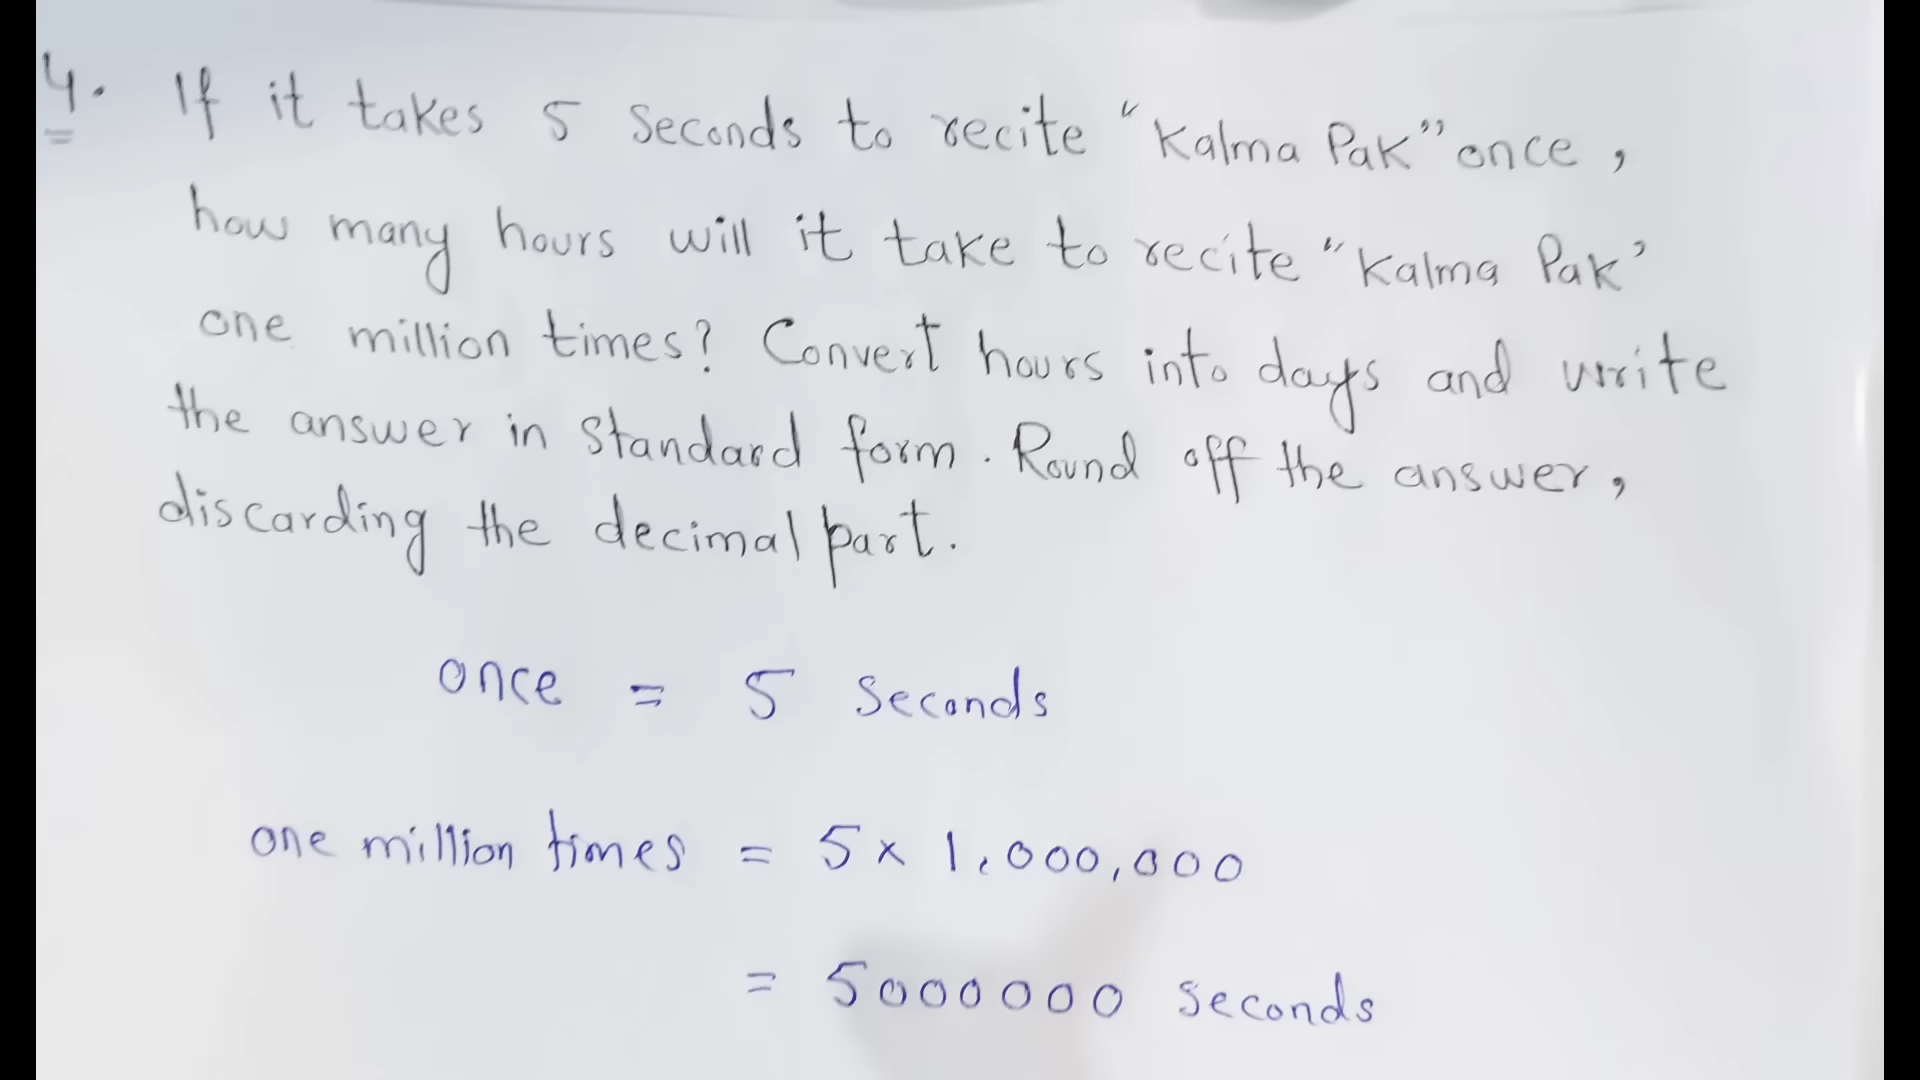 4. If it takes 5 seconds to recite "Kalma Pak" once,
how many hours will it take to recite "Kalma Pak'
one million times? Convert hours into days and write
the answer in standard form. Round off the answer,
discarding the decimal part.
once = 5 seconds
one million times = 5 x 1,000,000
= 5000000 seconds